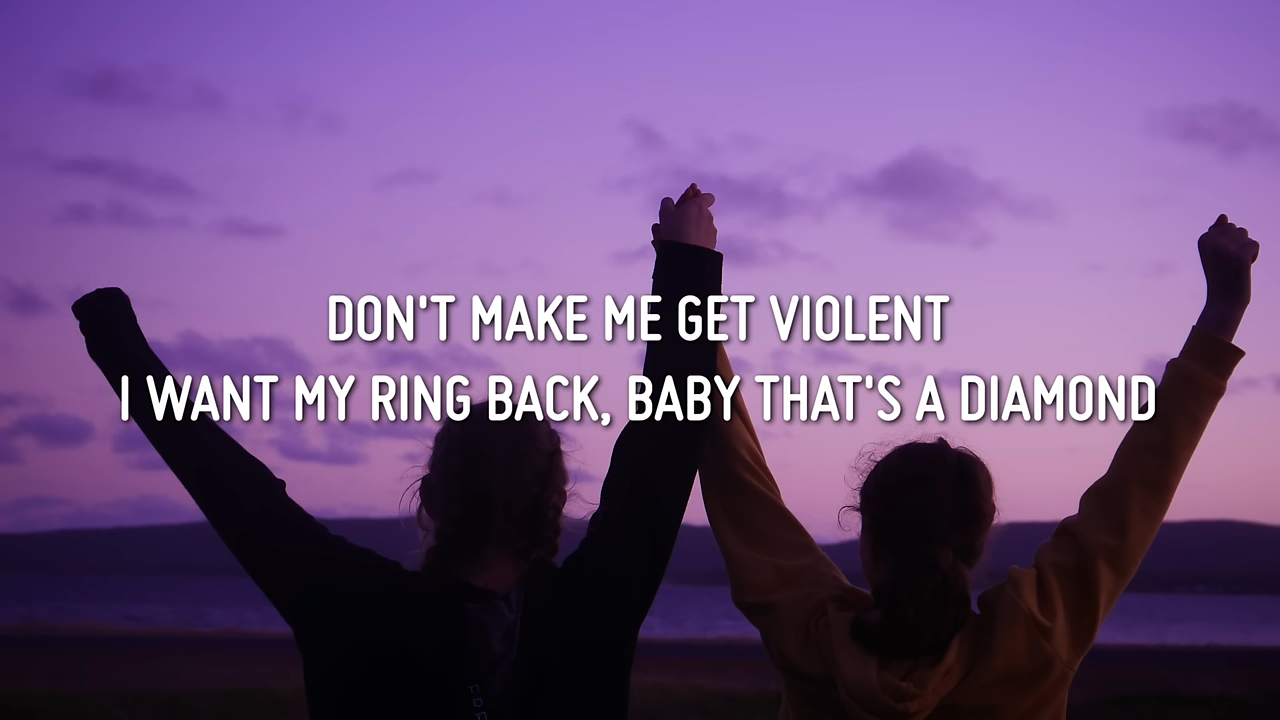 DON'T MAKE ME GET VIOLENT
I WANT MY RING BACK, BABY THAT'S A DIAMOND